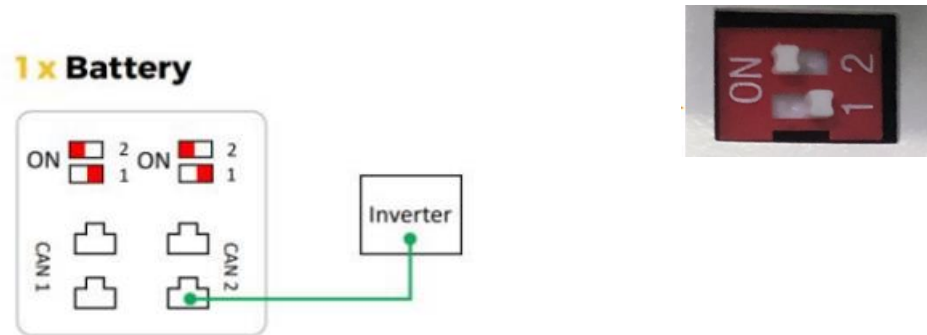 1 x Battery
ON 2 ON 2
1 1
CAN 1
CAN 2
Inverter
ON
2
1